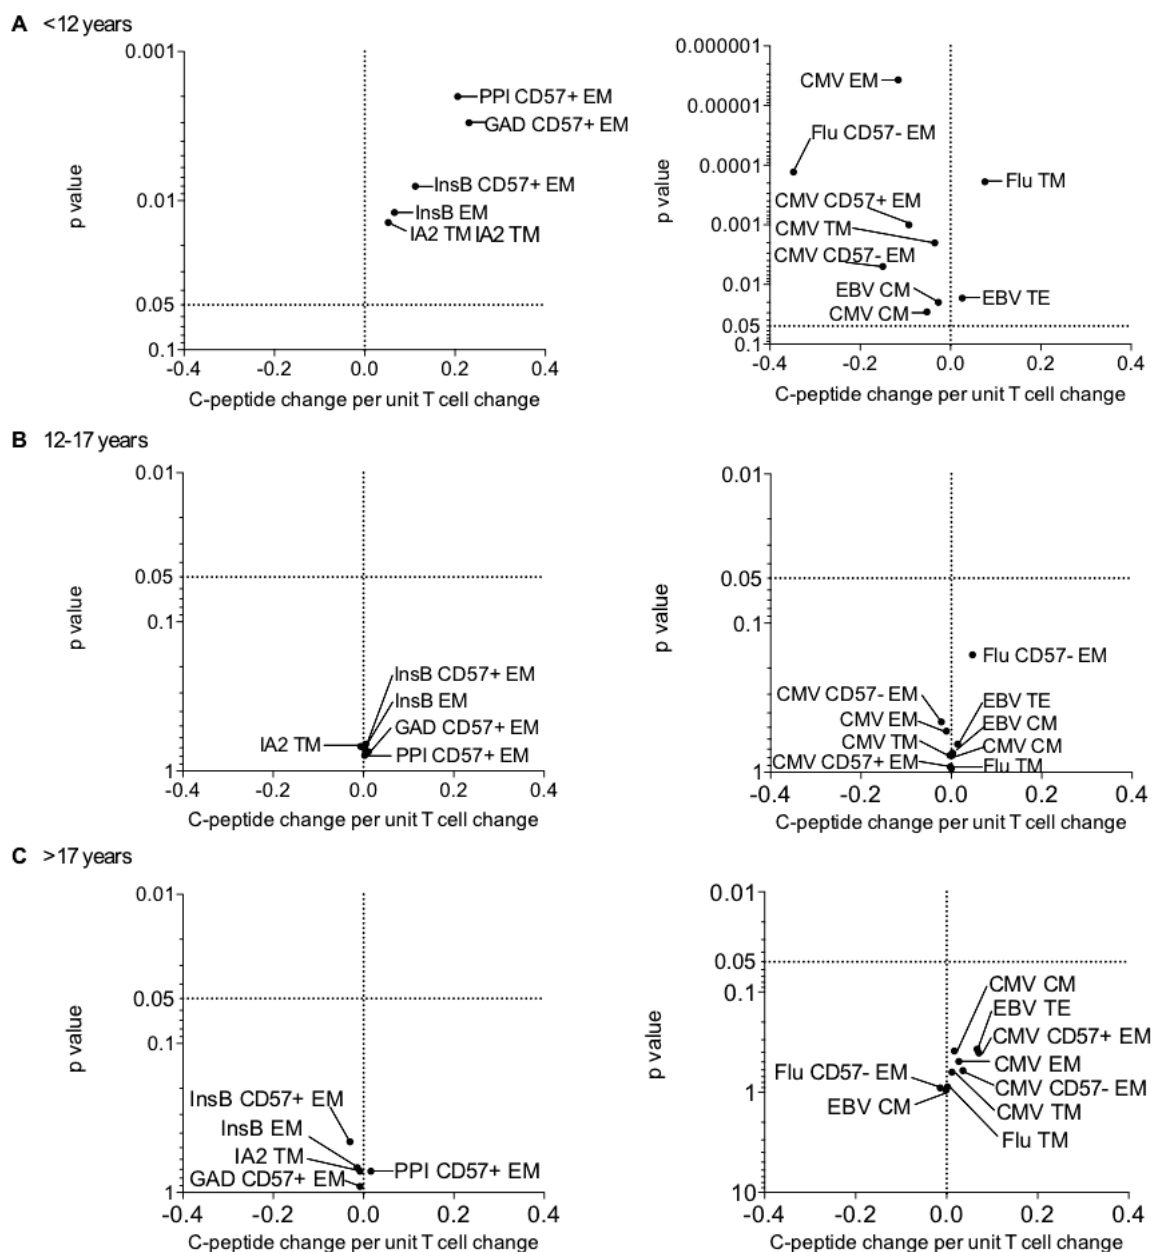 A <12 years
0.001
0.01
0.05
0.1
p value
PPI CD57+ EM
GAD CD57+ EM
InsB CD57+ EM
InsB EM
IA2 TM IA2 TM
-0.4 -0.2 0.0 0.2 0.4
C-peptide change per unit T cell change
0.000001
0.00001
0.0001
0.001
0.01
0.05
0.1
p value
CMV EM
Flu CD57- EM
Flu TM
CMV CD57+ EM
CMV TM
CMV CD57- EM
EBV CM
EBV TE
CMV CM
-0.4 -0.2 0.0 0.2 0.4
C-peptide change per unit T cell change
B 12-17 years
0.01
0.05
0.1
1
p value
InsB CD57+ EM
InsB EM
GAD CD57+ EM
IA2 TM
PPI CD57+ EM
-0.4 -0.2 0.0 0.2 0.4
C-peptide change per unit T cell change
0.01
0.05
0.1
1
p value
Flu CD57- EM
CMV CD57- EM
EBV TE
CMV EM
EBV CM
CMV TM
CMV CM
CMV CD57+ EM
Flu TM
-0.4 -0.2 0.0 0.2 0.4
C-peptide change per unit T cell change
C >17 years
0.01
0.05
0.1
1
p value
InsB CD57+ EM
InsB EM
IA2 TM
PPI CD57+ EM
GAD CD57+ EM
-0.4 -0.2 0.0 0.2 0.4
C-peptide change per unit T cell change
0.01
0.05
0.1
1
10
p value
CMV CM
EBV TE
CMV CD57+ EM
CMV EM
Flu CD57- EM
CMV CD57- EM
EBV CM
CMV TM
Flu TM
-0.4 -0.2 0.0 0.2 0.4
C-peptide change per unit T cell change